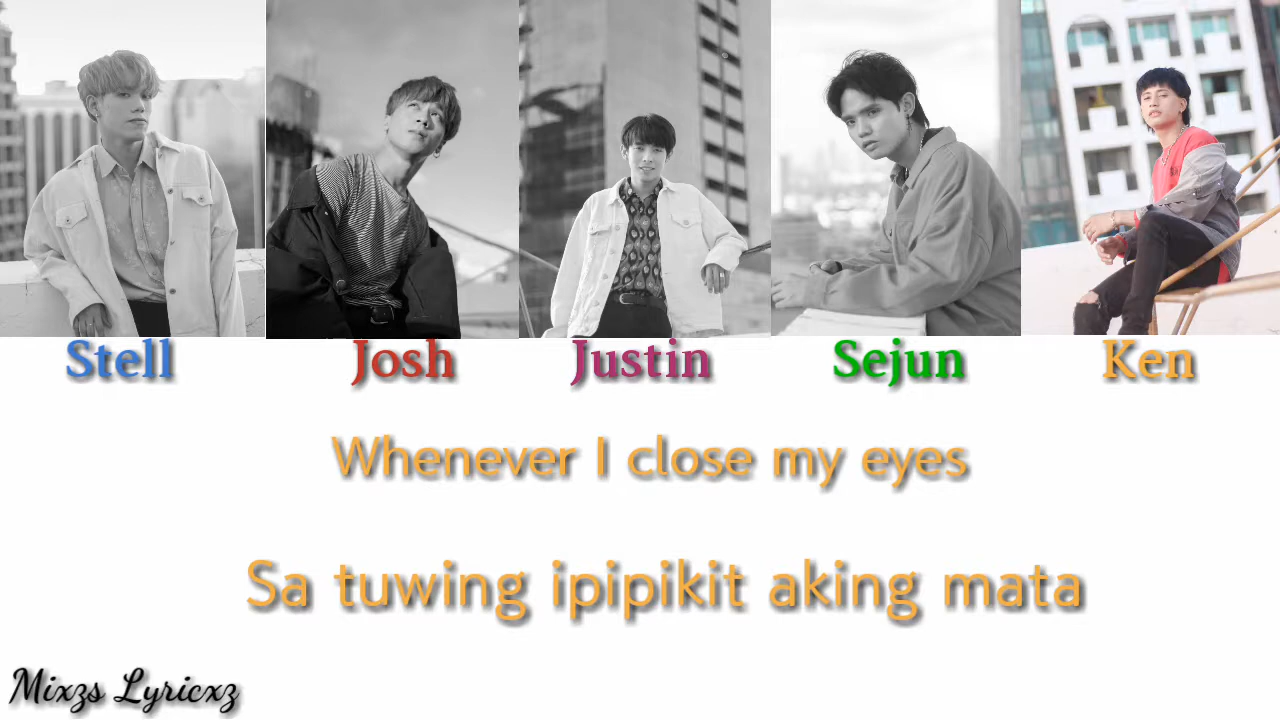 Stell Josh Justin Sejun Ken
Whenever I close my eyes
Sa tuwing ipipikit aking mata
Mixzs Lyricxz